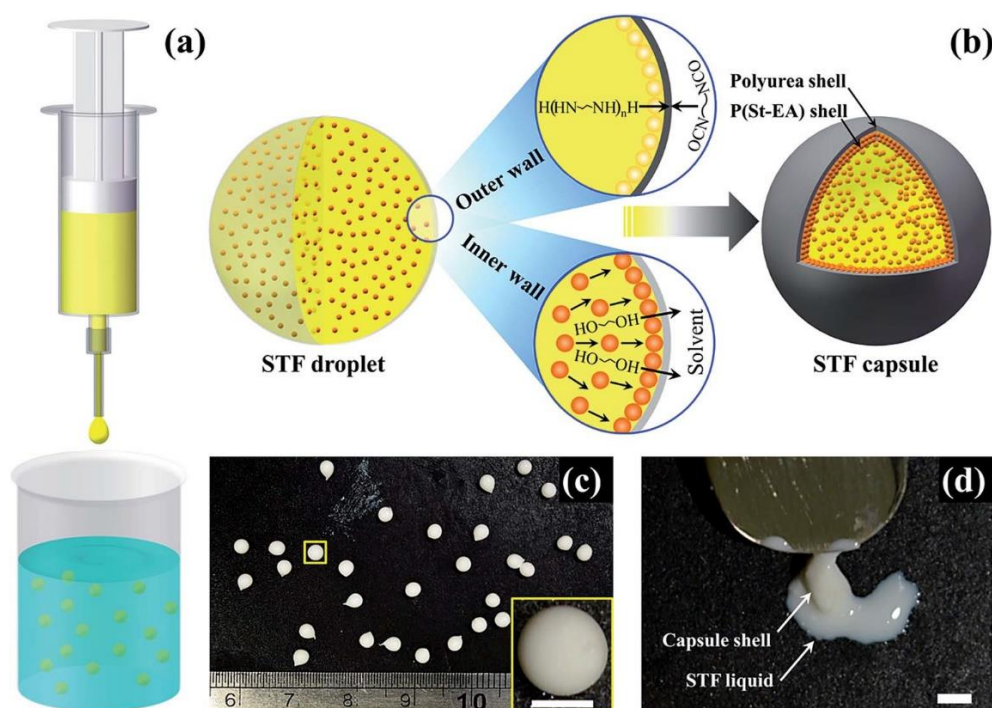 (a)
(b)
Polyurea shell
P(St-EA) shell
H(HN~NH)ₙH
OCN~NCO
Outer wall
Inner wall
HO~OH
HO~OH
Solvent
STF droplet
STF capsule
(c)
(d)
6 7 8 9 10
Capsule shell
STF liquid